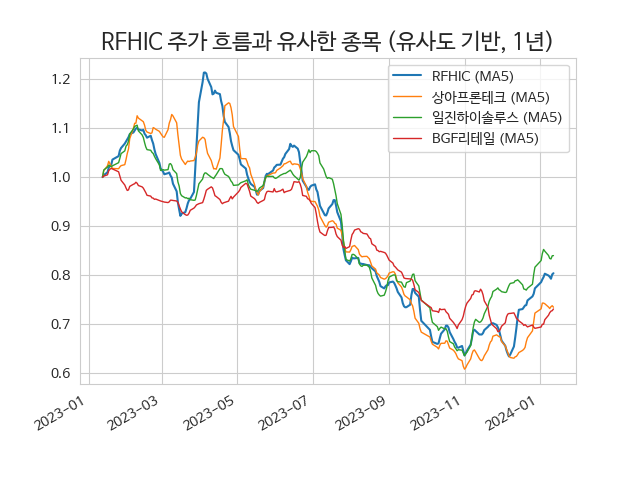 RFHIC 주가 흐름과 유사한 종목 (유사도 기반, 1년)
RFHIC (MA5)
상아프론테크 (MA5)
일진하이솔루스 (MA5)
BGF리테일 (MA5)
1.2
1.1
1.0
0.9
0.8
0.7
0.6
2023-01
2023-03
2023-05
2023-07
2023-09
2023-11
2024-01